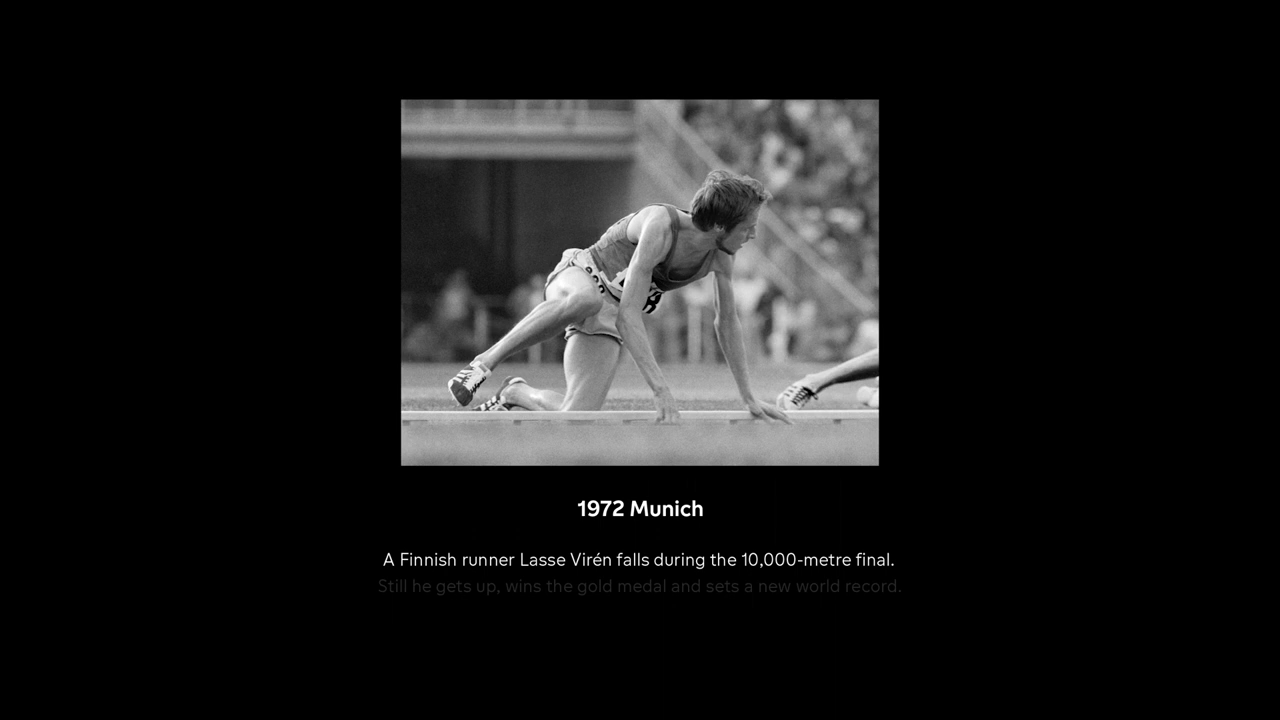 1972 Munich
A Finnish runner Lasse Virén falls during the 10,000-metre final.
Still he gets up, wins the gold medal and sets a new world record.